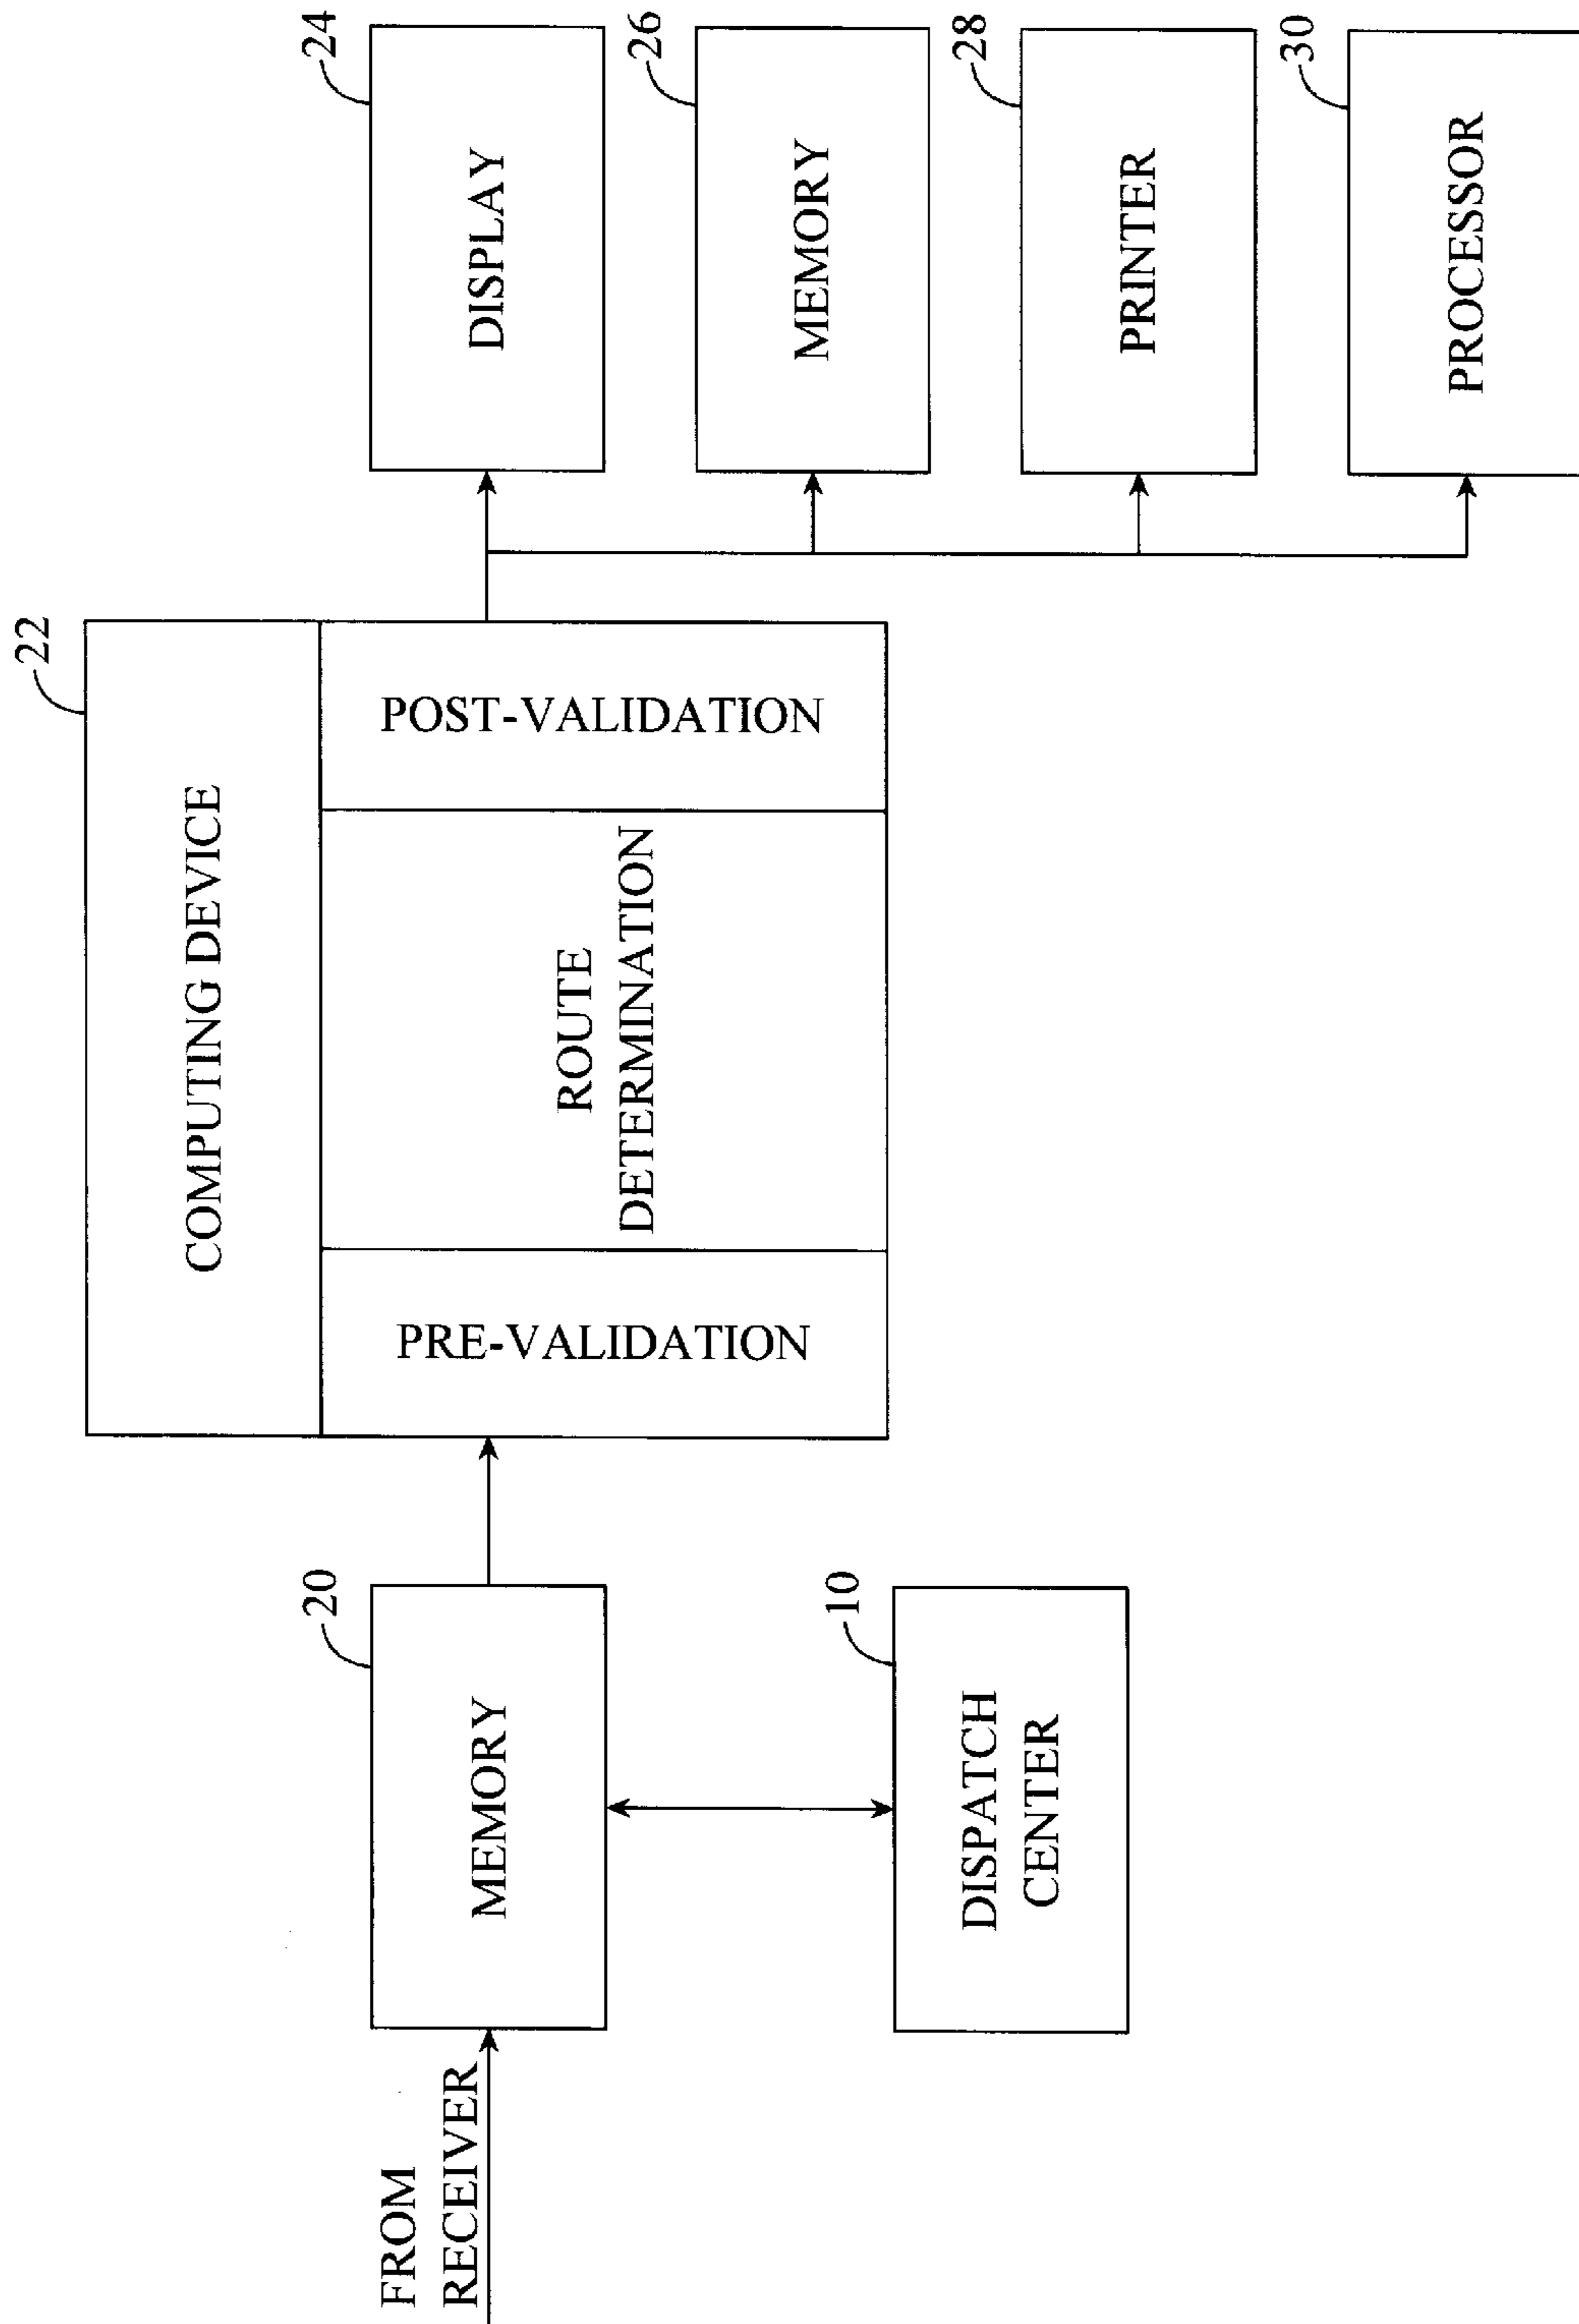 FROM
RECEIVER
20
MEMORY
10
DISPATCH
CENTER
22
COMPUTING DEVICE
PRE-VALIDATION
ROUTE
DETERMINATION
POST-VALIDATION
24
DISPLAY
26
MEMORY
28
PRINTER
30
PROCESSOR